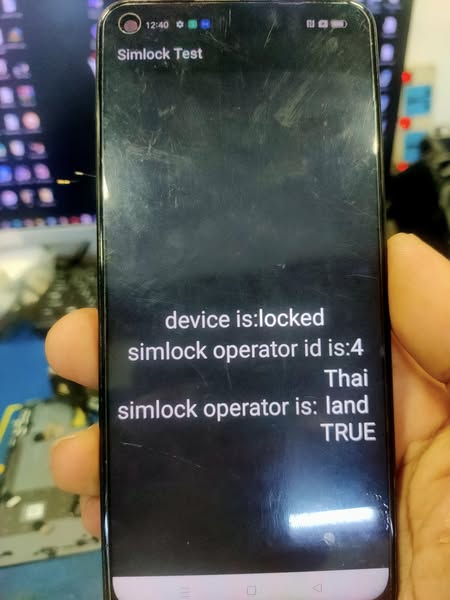 12:40
Simlock Test
device is:locked
simlock operator id is:4
Thai
simlock operator is: land
TRUE